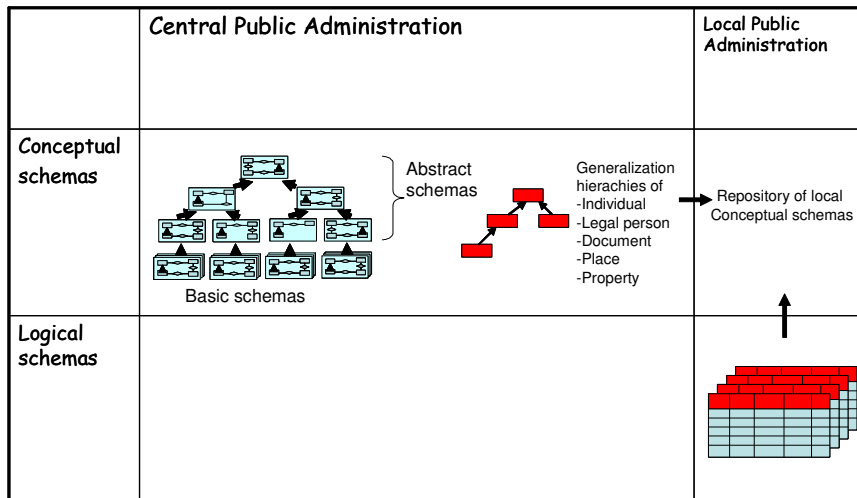 Central Public Administration
Local Public
Administration
Conceptual
schemas
Abstract
schemas
Basic schemas
Generalization
hierachies of
-Individual
-Legal person
-Document
-Place
-Property
Repository of local
Conceptual schemas
Logical
schemas